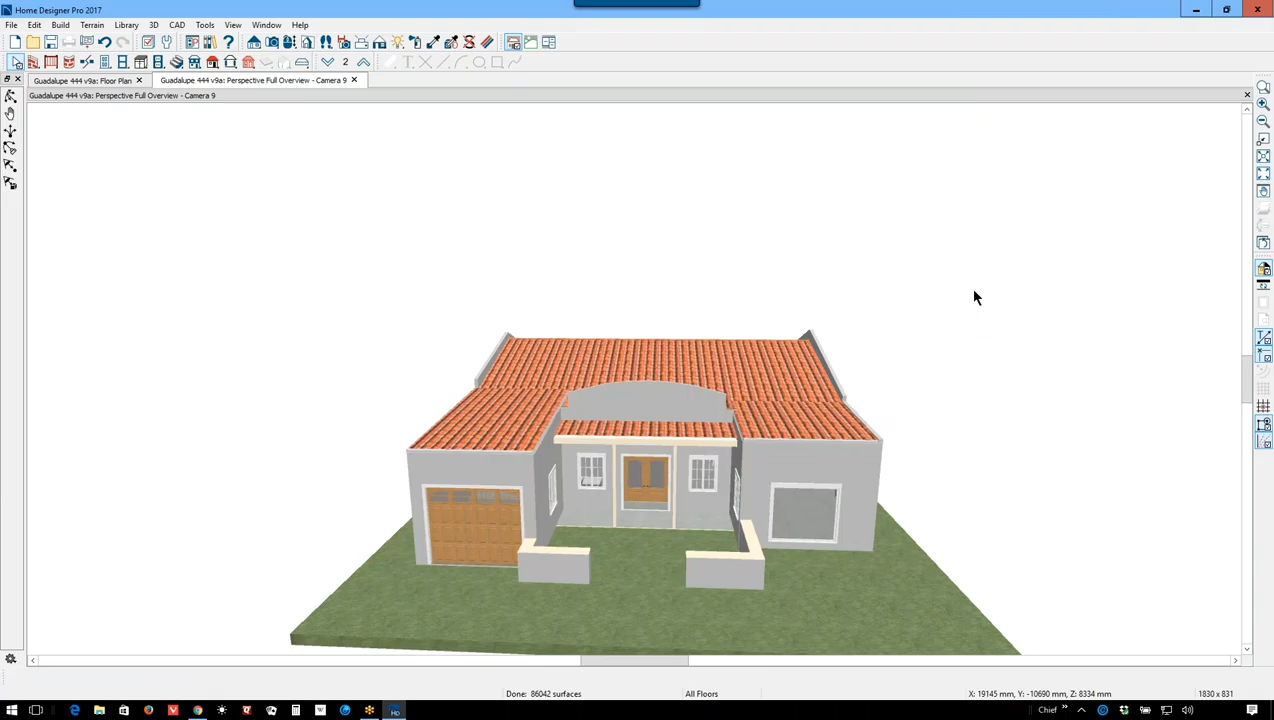 Home Designer Pro 2017
File Edit Build Terrain Library 3D CAD Tools View Window Help
2
Guadalupe 444 v9a: Floor Plan Guadalupe 444 v9a: Perspective Full Overview - Camera 9
Guadalupe 444 v9a: Perspective Full Overview - Camera 9
Done: 86042 surfaces All Floors X: 19145 mm, Y: -10690 mm, Z: 8334 mm 1830 x 831
Chief